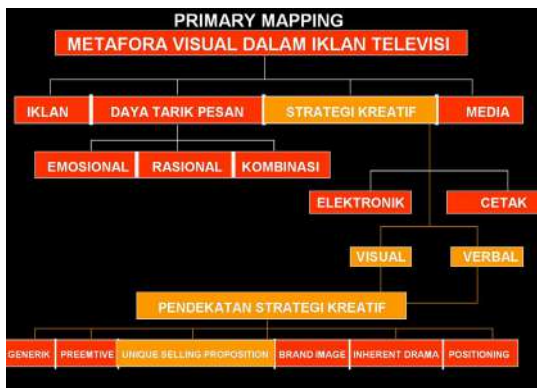 PRIMARY MAPPING
METAFORA VISUAL DALAM IKLAN TELEVISI
IKLAN
DAYA TARIK PESAN
STRATEGI KREATIF
MEDIA
EMOSIONAL
RASIONAL
KOMBINASI
ELEKTRONIK
CETAK
VISUAL
VERBAL
PENDEKATAN STRATEGI KREATIF
GENERIK
PREEMTIVE
UNIQUE SELLING PROPOSITION
BRAND IMAGE
INHERENT DRAMA
POSITIONING